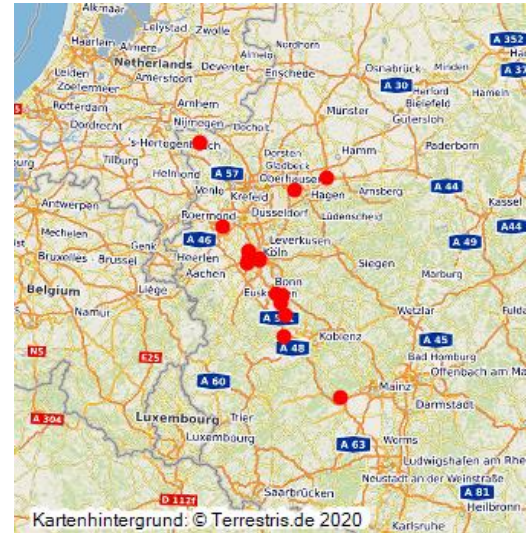 Alkmaar
Lelystad Zwolle
A 352
Haarlem Almere
Nordhorn
A 37
Netherlands
Deventer
Almelo
Osnabrück Minden
Leiden
Amersfoort
Enschede
A 30
Herford
Hameln
Zoetermeer
Bielefeld
Rotterdam
Arnhem
Münster
Gütersloh
Dordrecht
Nijmegen
Bocholt
's-Hertogenbosch
Dorsten
Hamm
Paderborn
Tilburg
Gladbeck
Helmond
A 57
Oberhausen
A 44
Venlo
Krefeld
Hagen
Arnsberg
Kassel
Antwerpen
Roermond
Düsseldorf
Lüdenscheid
A44
Mechelen
A 46
Leverkusen
A 49
Genk
Heerlen
Köln
Bruxelles - Brussel
Aachen
Siegen
Marburg
Belgium
Liège
Bonn
Euskirchen
Namur
Wetzlar
Fulda
Koblenz
A 45
N5
A 48
E25
Bad Homburg
A 60
Offenbach am Main
Mainz
A 304
Trier
Darmstadt
Luxembourg
A 63
Luxembourg
Worms
Ludwigshafen am Rhein
Neustadt an der Weinstraße
D 112f
Saarbrücken
A 81
Heilbronn
Kartenhintergrund: © Terrestris.de 2020
Karlsruhe